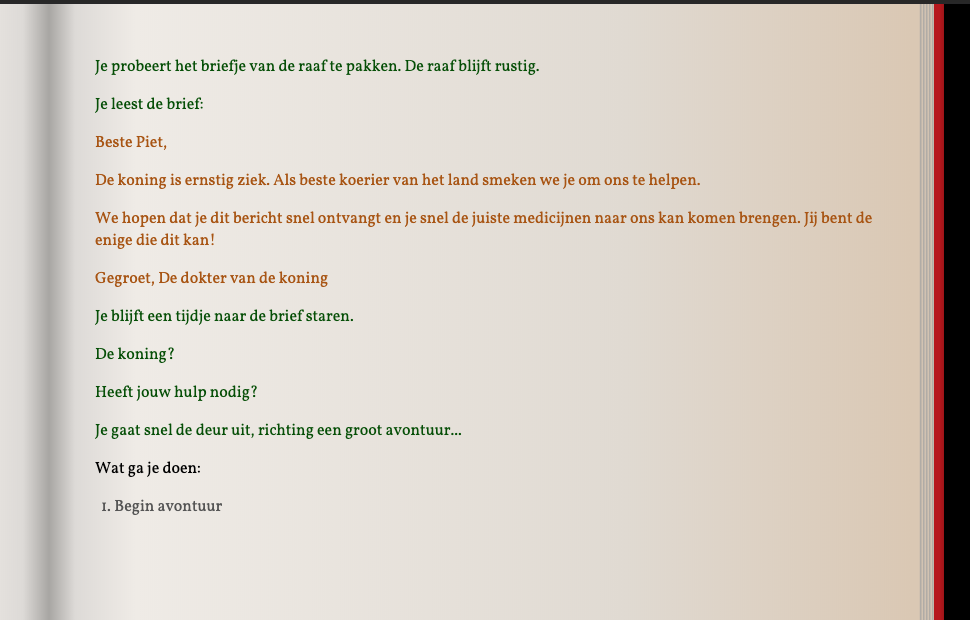 Je probeert het briefje van de raaf te pakken. De raaf blijft rustig.
Je leest de brief:
Beste Piet,
De koning is ernstig ziek. Als beste koerier van het land smeken we je om ons te helpen.
We hopen dat je dit bericht snel ontvangt en je snel de juiste medicijnen naar ons kan komen brengen. Jij bent de
enige die dit kan!
Gegroet, De dokter van de koning
Je blijft een tijdje naar de brief staren.
De koning?
Heeft jouw hulp nodig?
Je gaat snel de deur uit, richting een groot avontuur...
Wat ga je doen:
1. Begin avontuur